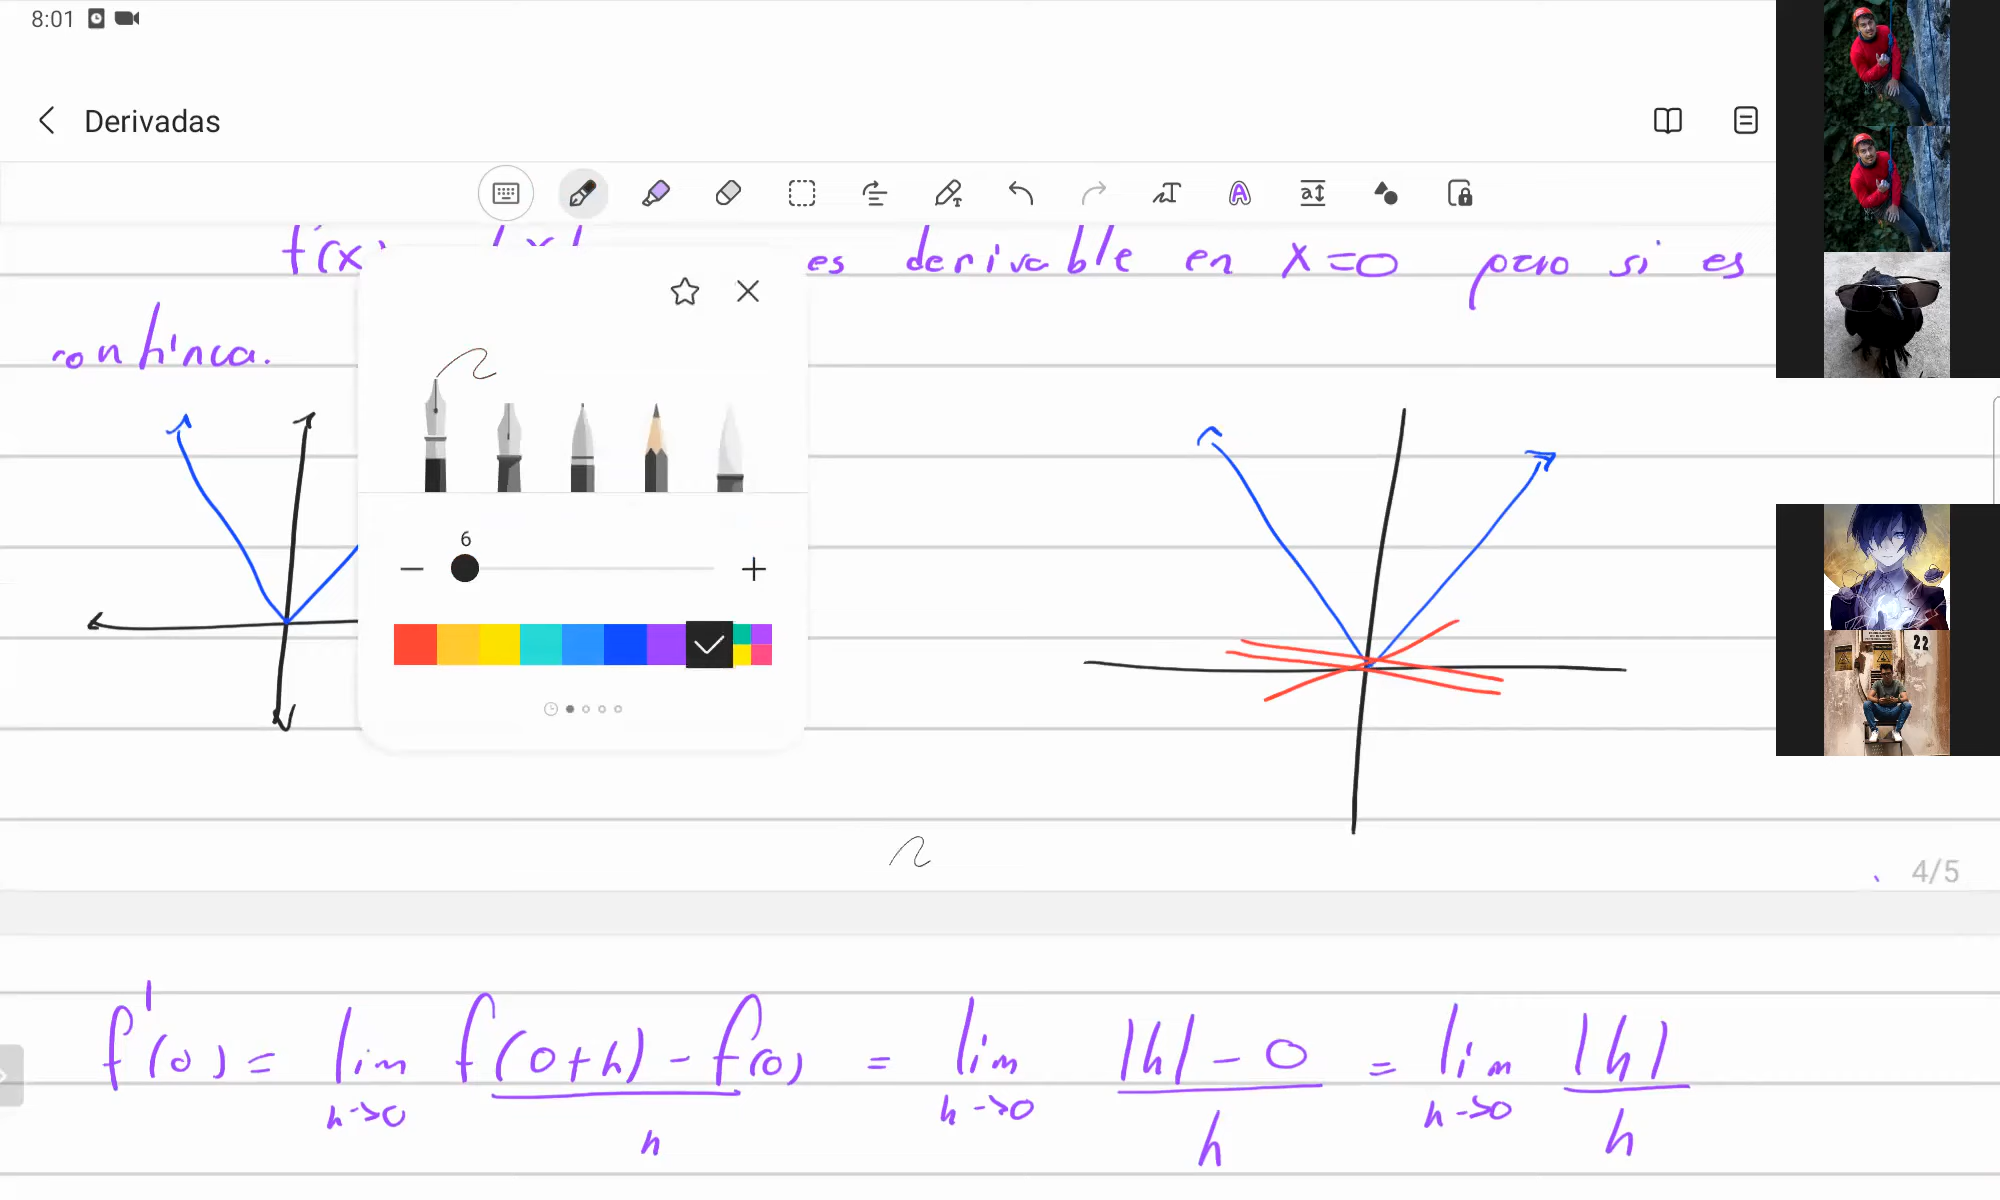 8:01
Derivadas
f(x) |x| es derivable en x=0 pero si es
continua.
6
4/5
f'(0) = lim h→0 f(0+h) - f(0) / h = lim h→0 |h| - 0 / h = lim h→0 |h| / h
22